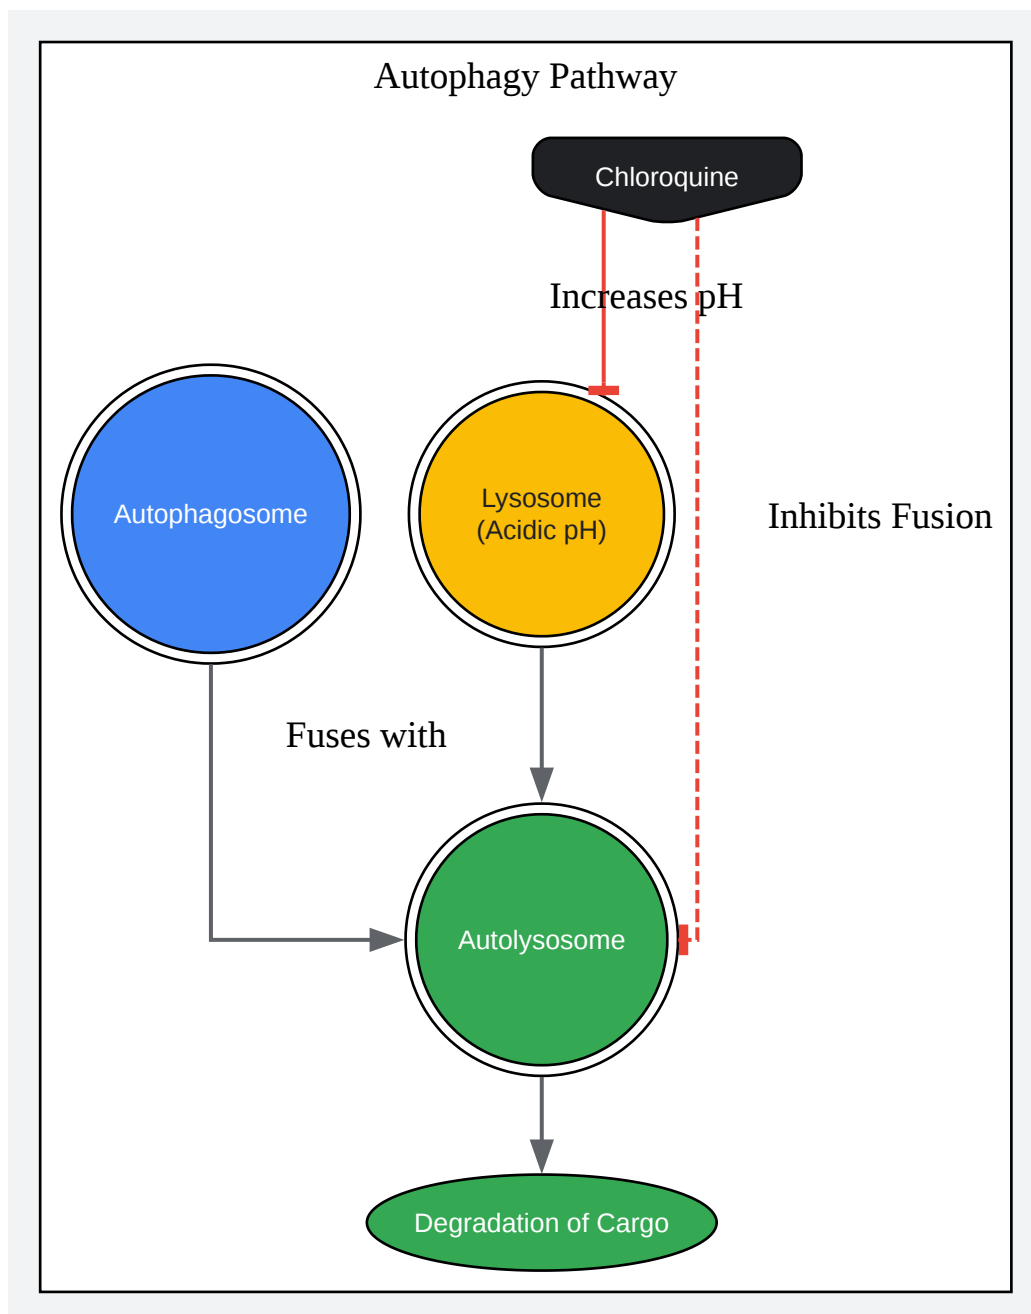 Autophagy Pathway
Chloroquine
Increases pH
Autophagosome
Lysosome
(Acidic pH)
Inhibits Fusion
Fuses with
Autolysosome
Degradation of Cargo